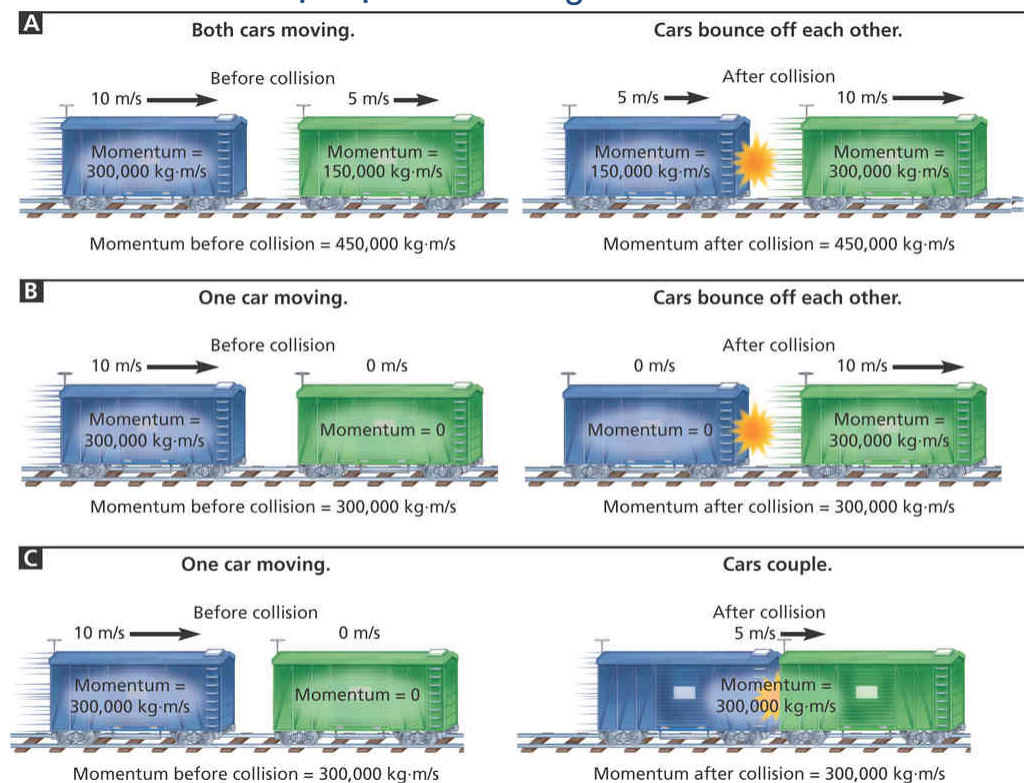 A
Both cars moving.
Cars bounce off each other.
Before collision
After collision
10 m/s
5 m/s
5 m/s
10 m/s
Momentum =
300,000 kg·m/s
Momentum =
150,000 kg·m/s
Momentum =
150,000 kg·m/s
Momentum =
300,000 kg·m/s
Momentum before collision = 450,000 kg·m/s
Momentum after collision = 450,000 kg·m/s
B
One car moving.
Cars bounce off each other.
Before collision
After collision
10 m/s
0 m/s
0 m/s
10 m/s
Momentum =
300,000 kg·m/s
Momentum = 0
Momentum = 0
Momentum =
300,000 kg·m/s
Momentum before collision = 300,000 kg·m/s
Momentum after collision = 300,000 kg·m/s
C
One car moving.
Cars couple.
Before collision
After collision
10 m/s
0 m/s
5 m/s
Momentum =
300,000 kg·m/s
Momentum = 0
Momentum =
300,000 kg·m/s
Momentum before collision = 300,000 kg·m/s
Momentum after collision = 300,000 kg·m/s